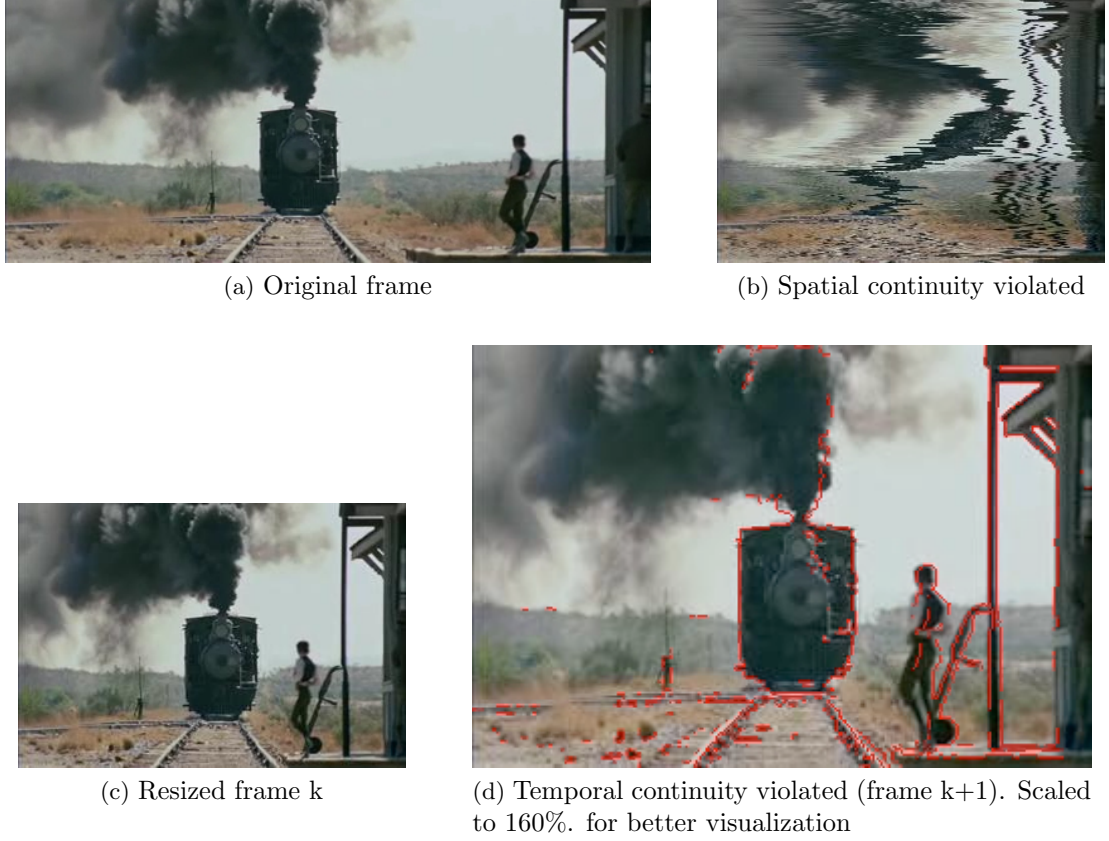 (a) Original frame
(b) Spatial continuity violated
(c) Resized frame k
(d) Temporal continuity violated (frame k+1). Scaled
to 160%. for better visualization